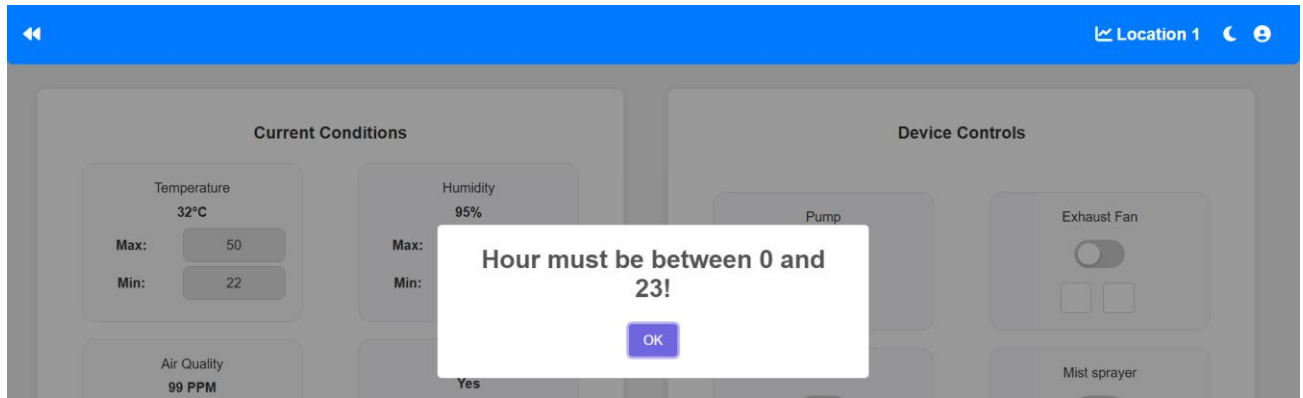 Location 1
Current Conditions
Device Controls
Temperature
32°C
Max: 50
Min: 22
Humidity
95%
Max:
Min:
Pump
Exhaust Fan
Hour must be between 0 and
23!
OK
Air Quality
99 PPM
Yes
Mist sprayer